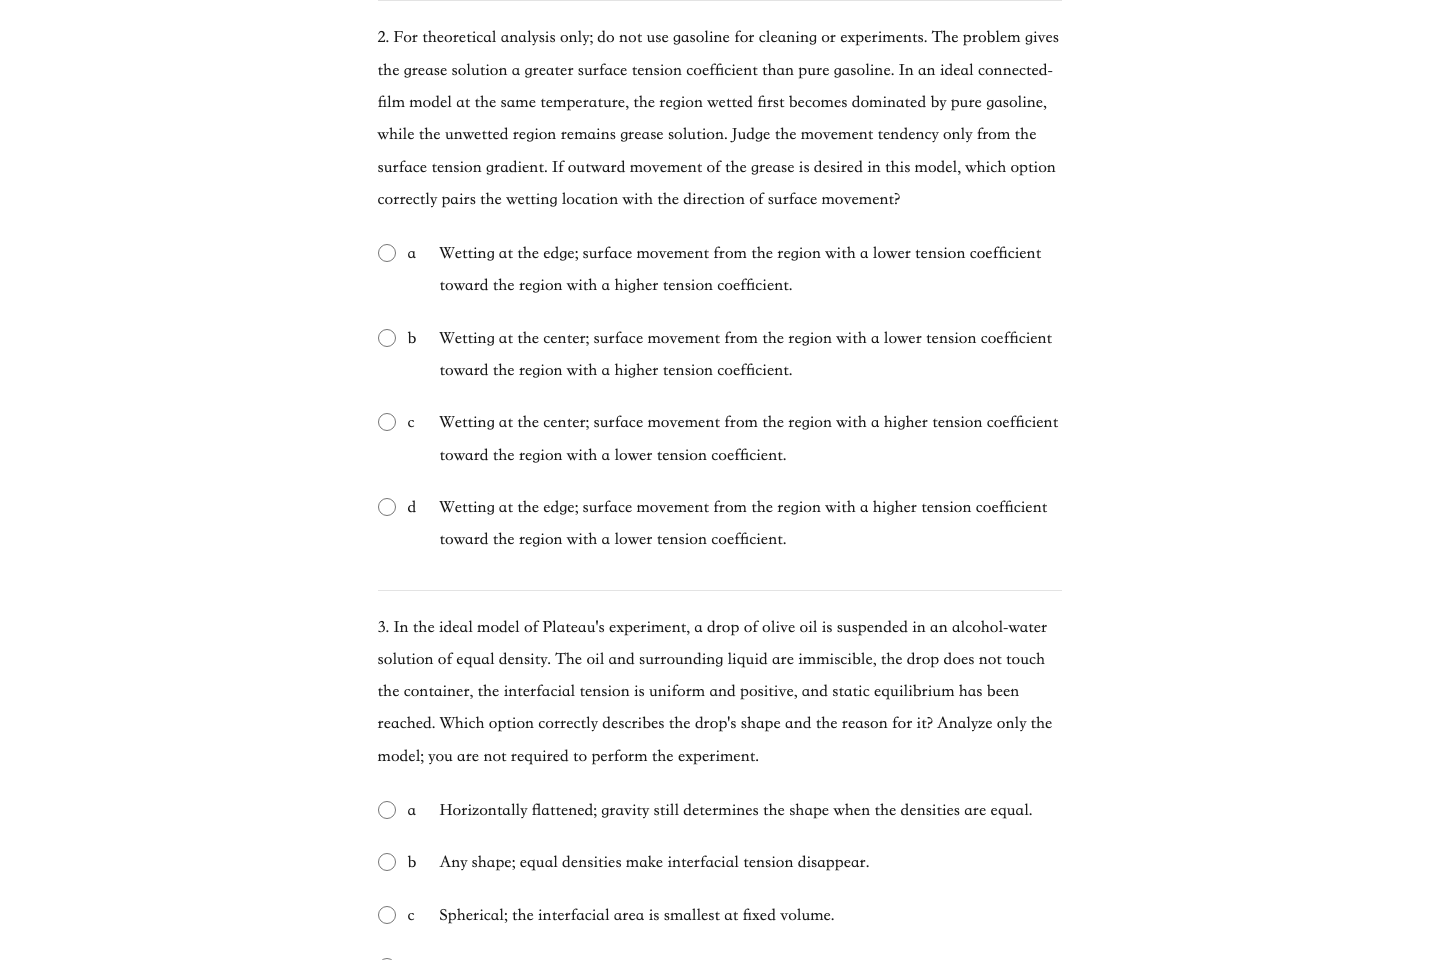 2. For theoretical analysis only; do not use gasoline for cleaning or experiments. The problem gives
the grease solution a greater surface tension coefficient than pure gasoline. In an ideal connected-
film model at the same temperature, the region wetted first becomes dominated by pure gasoline,
while the unwetted region remains grease solution. Judge the movement tendency only from the
surface tension gradient. If outward movement of the grease is desired in this model, which option
correctly pairs the wetting location with the direction of surface movement?
a Wetting at the edge; surface movement from the region with a lower tension coefficient
toward the region with a higher tension coefficient.
b Wetting at the center; surface movement from the region with a lower tension coefficient
toward the region with a higher tension coefficient.
c Wetting at the center; surface movement from the region with a higher tension coefficient
toward the region with a lower tension coefficient.
d Wetting at the edge; surface movement from the region with a higher tension coefficient
toward the region with a lower tension coefficient.
3. In the ideal model of Plateau's experiment, a drop of olive oil is suspended in an alcohol-water
solution of equal density. The oil and surrounding liquid are immiscible, the drop does not touch
the container, the interfacial tension is uniform and positive, and static equilibrium has been
reached. Which option correctly describes the drop's shape and the reason for it? Analyze only the
model; you are not required to perform the experiment.
a Horizontally flattened; gravity still determines the shape when the densities are equal.
b Any shape; equal densities make interfacial tension disappear.
c Spherical; the interfacial area is smallest at fixed volume.